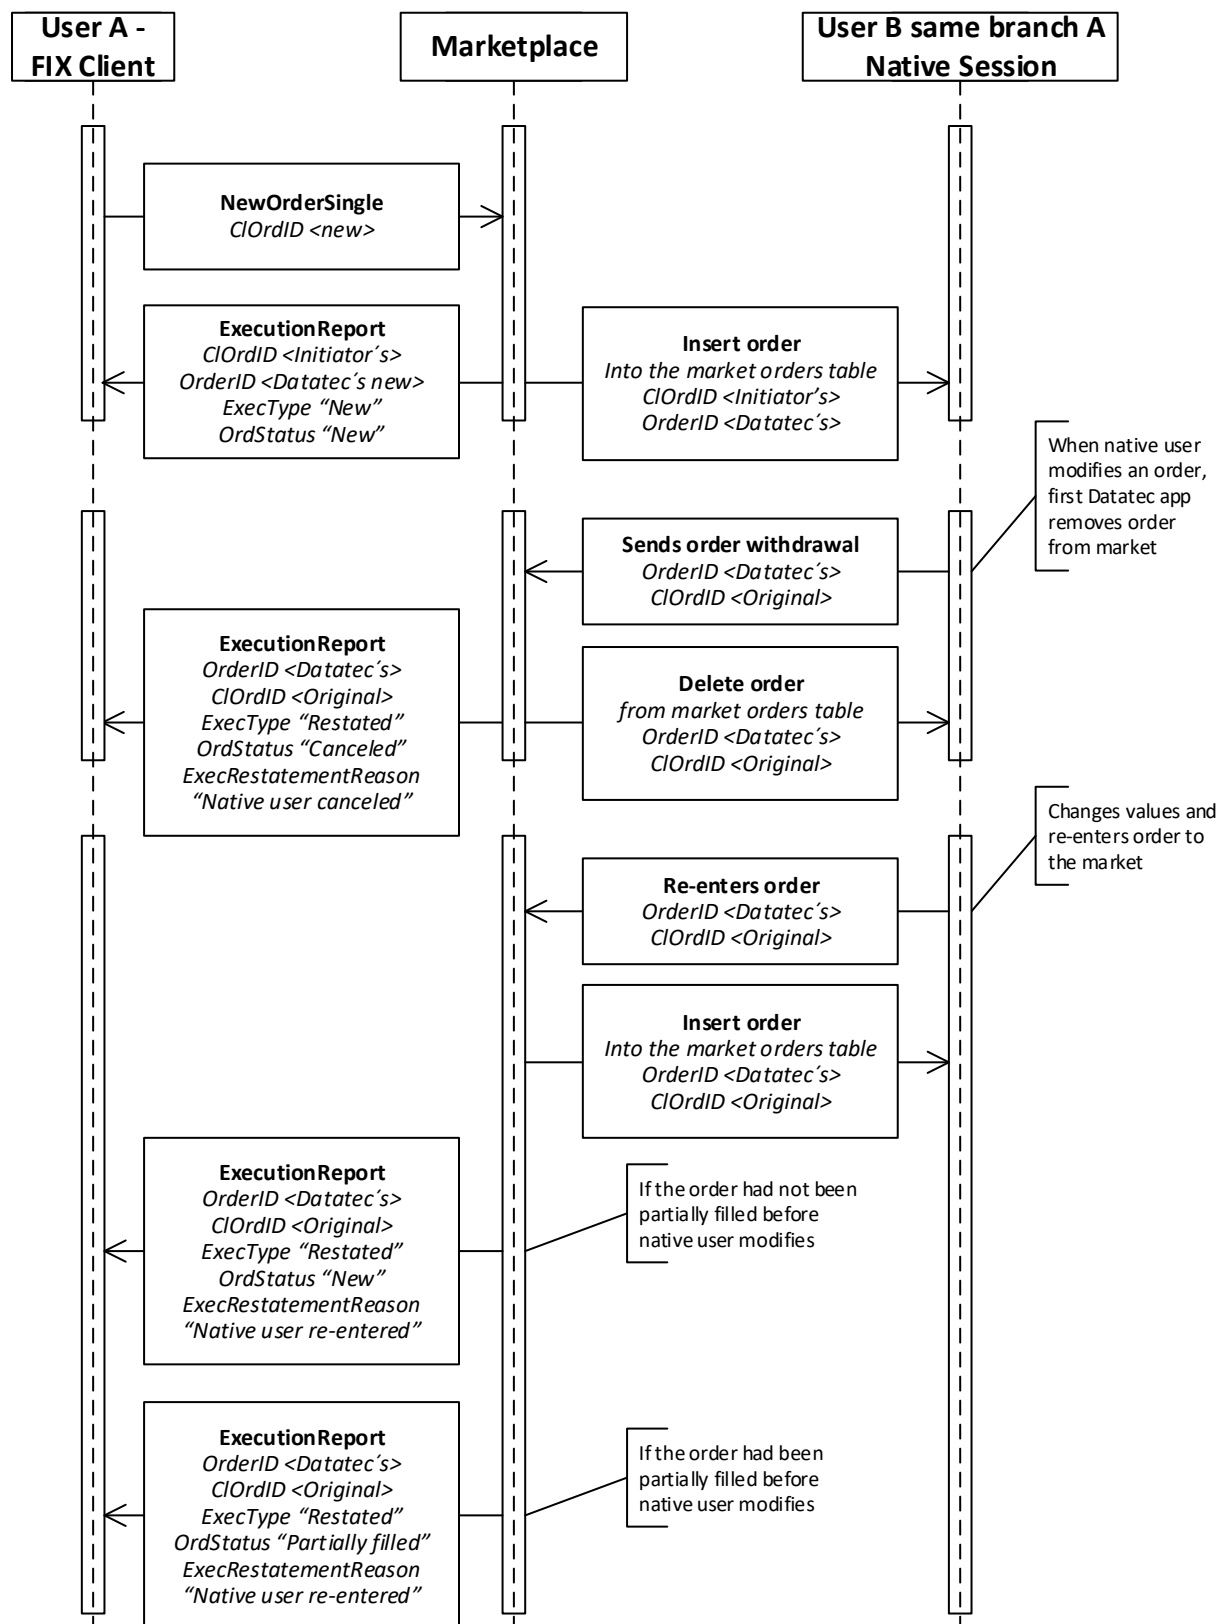 User A -
FIX Client
Marketplace
User B same branch A
Native Session
NewOrderSingle
ClOrdID <new>
ExecutionReport
ClOrdID <Initiator´s>
OrderID <Datatec´s new>
ExecType “New”
OrdStatus “New”
Insert order
Into the market orders table
ClOrdID <Initiator’s>
OrderID <Datatec´s>
When native user
modifies an order,
first Datatec app
removes order
from market
Sends order withdrawal
OrderID <Datatec´s>
ClOrdID <Original>
ExecutionReport
OrderID <Datatec´s>
ClOrdID <Original>
ExecType “Restated”
OrdStatus “Canceled”
ExecRestatementReason
“Native user canceled”
Delete order
from market orders table
OrderID <Datatec´s>
ClOrdID <Original>
Changes values and
re-enters order to
the market
Re-enters order
OrderID <Datatec´s>
ClOrdID <Original>
Insert order
Into the market orders table
OrderID <Datatec´s>
ClOrdID <Original>
ExecutionReport
OrderID <Datatec´s>
ClOrdID <Original>
ExecType “Restated”
OrdStatus “New”
ExecRestatementReason
“Native user re-entered”
If the order had not been
partially filled before
native user modifies
ExecutionReport
OrderID <Datatec´s>
ClOrdID <Original>
ExecType “Restated”
OrdStatus “Partially filled”
ExecRestatementReason
“Native user re-entered”
If the order had been
partially filled before
native user modifies